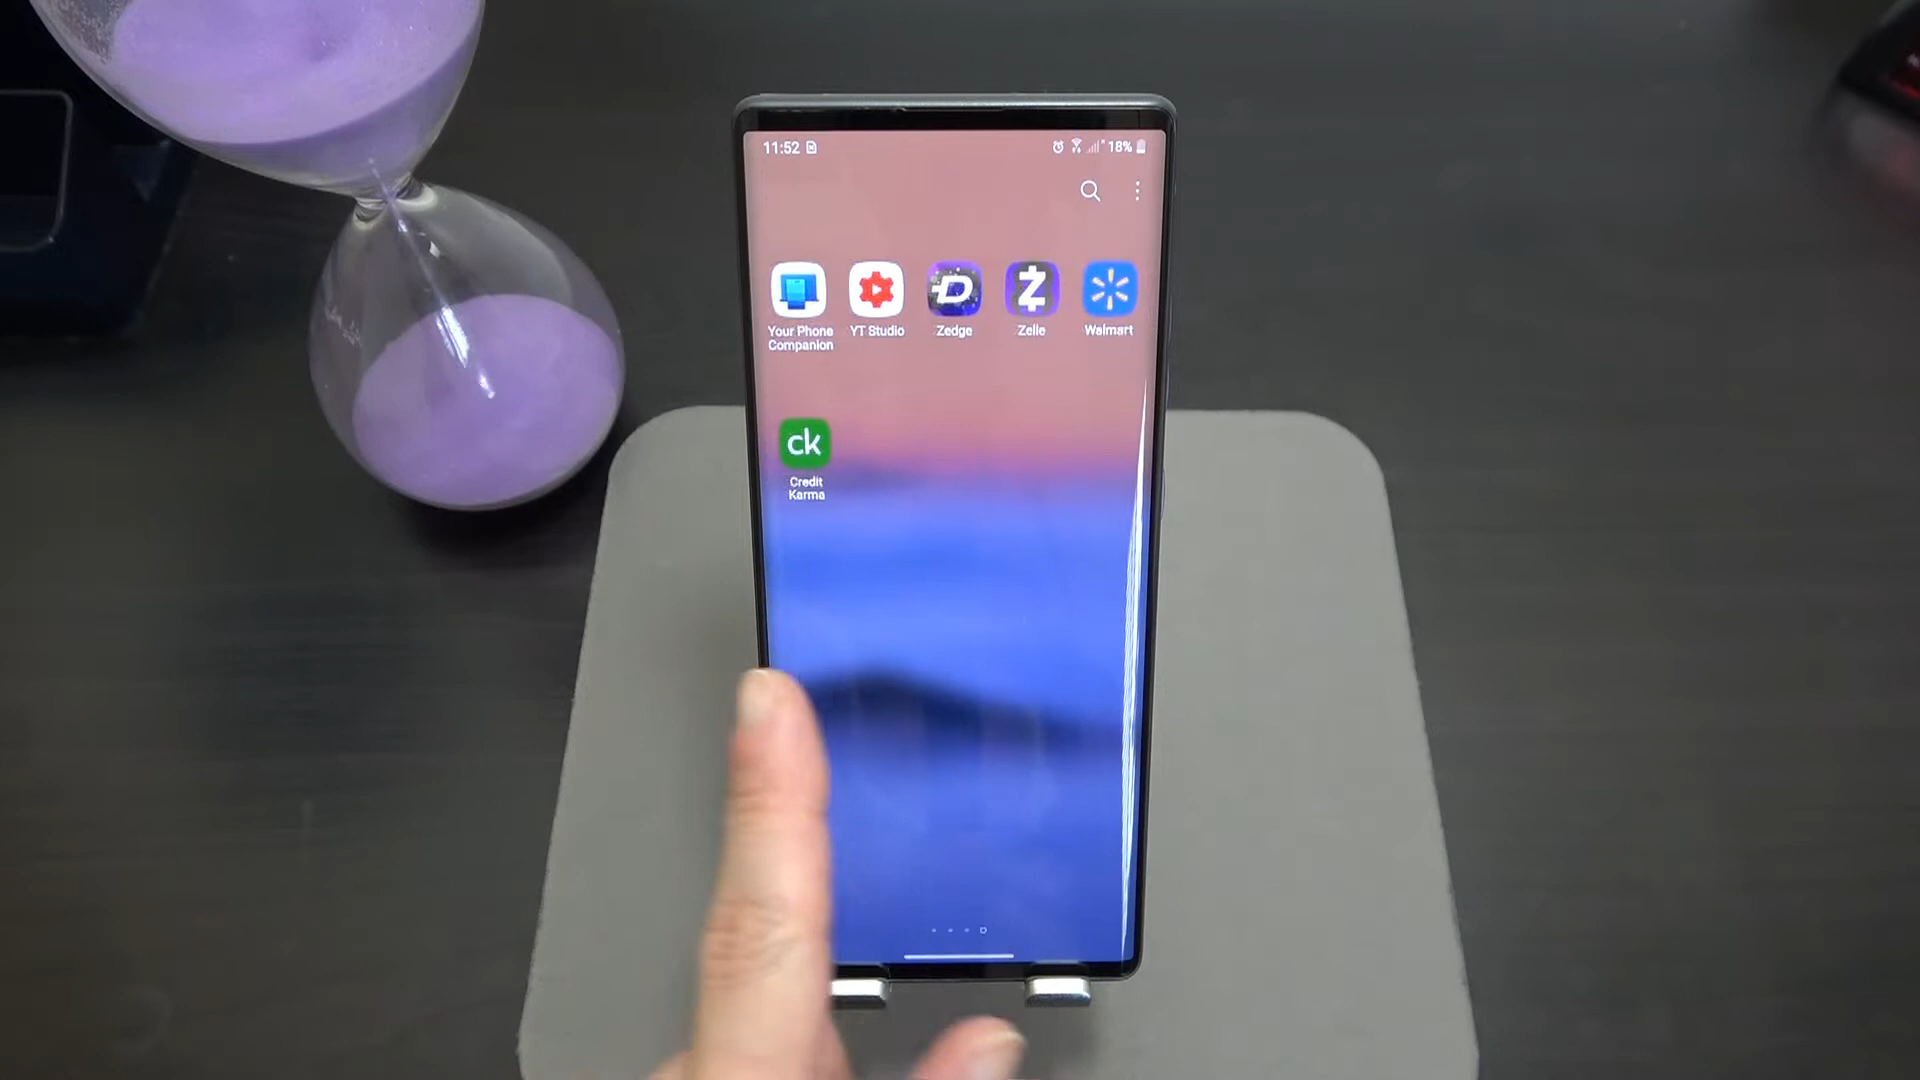 11:52
18%
Your Phone
Companion
YT Studio
Zedge
Zelle
Walmart
ck
Credit
Karma